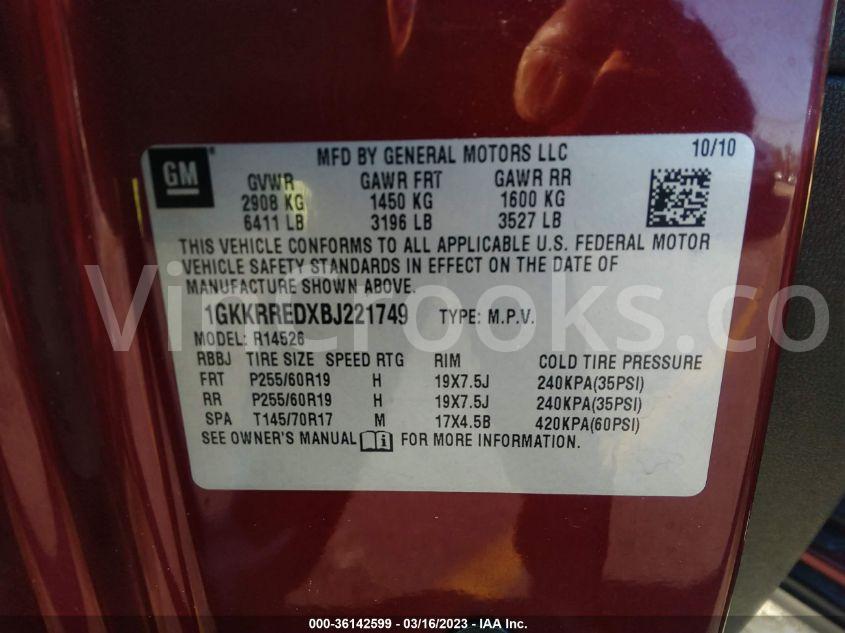 GM ® MFD BY GENERAL MOTORS LLC 10/10
GVWR GAWR FRT GAWR RR
2908 KG 1450 KG 1600 KG
6411 LB 3196 LB 3527 LB
THIS VEHICLE CONFORMS TO ALL APPLICABLE U.S. FEDERAL MOTOR
VEHICLE SAFETY STANDARDS IN EFFECT ON THE DATE OF
MANUFACTURE SHOWN ABOVE.
1GKKRREDXBJ221749 TYPE: M.P.V.
MODEL: R14526
RBBJ TIRE SIZE SPEED RTG RIM COLD TIRE PRESSURE
FRT P255/60R19 H 19X7.5J 240KPA(35PSI)
RR P255/60R19 H 19X7.5J 240KPA(35PSI)
SPA T145/70R17 M 17X4.5B 420KPA(60PSI)
SEE OWNER'S MANUAL i FOR MORE INFORMATION.
VinCrooks.com
000-36142599 - 03/16/2023 - IAA Inc.